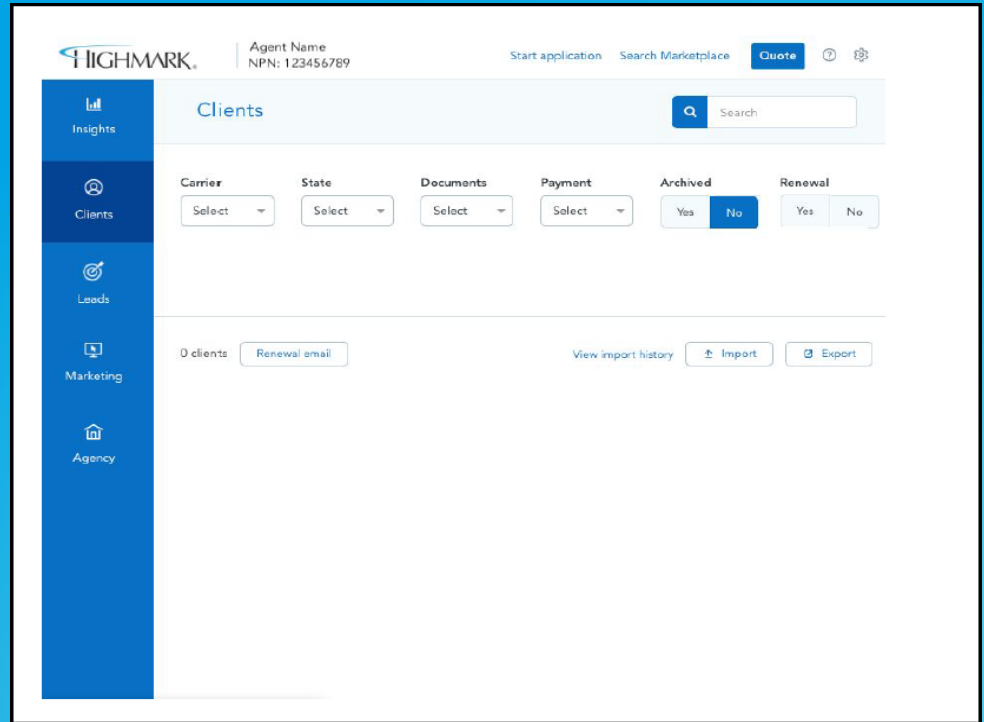 HIGHMARK.
Agent Name
NPN: 123456789
Start application Search Marketplace Quote
Insights
Clients
Search
Clients
Carrier State Documents Payment Archived Renewal
Select Select Select Select Yes No Yes No
Leads
0 clients Renewal email View import history Import Export
Marketing
Agency